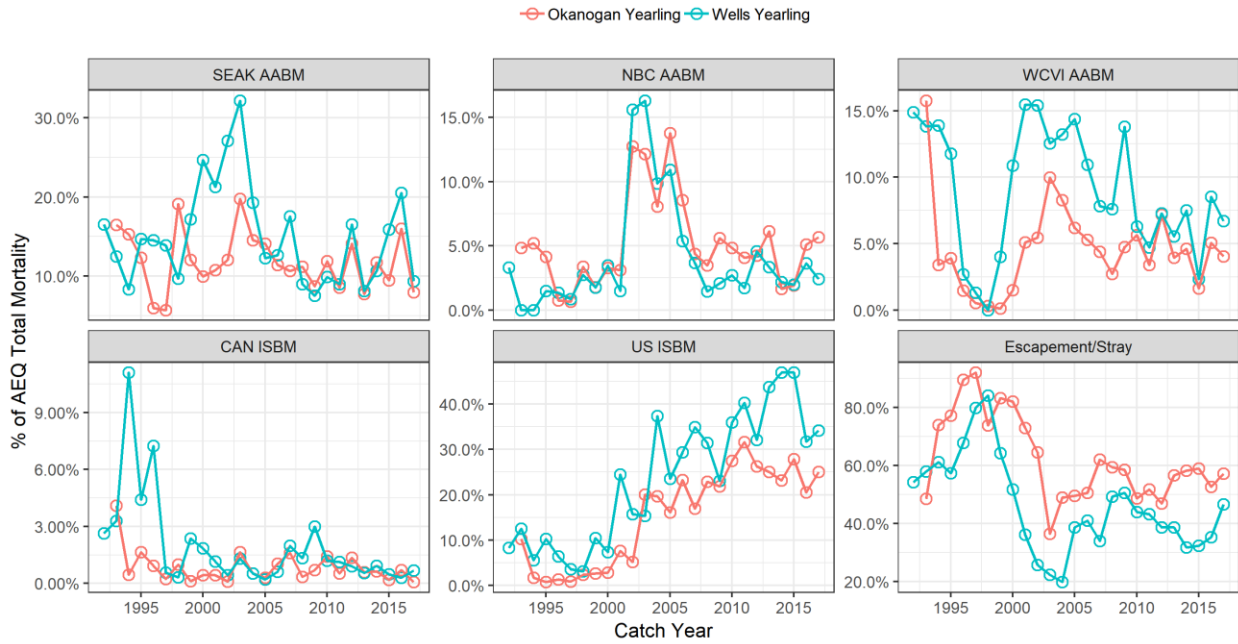 Okanogan Yearling Wells Yearling
% of AEQ Total Mortality
SEAK AABM
30.0%
20.0%
10.0%
NBC AABM
15.0%
10.0%
5.0%
0.0%
WCVI AABM
15.0%
10.0%
5.0%
0.0%
CAN ISBM
9.00%
6.00%
3.00%
0.00%
1995 2000 2005 2010 2015
US ISBM
40.0%
30.0%
20.0%
10.0%
0.0%
1995 2000 2005 2010 2015
Escapement/Stray
80.0%
60.0%
40.0%
20.0%
1995 2000 2005 2010 2015
Catch Year